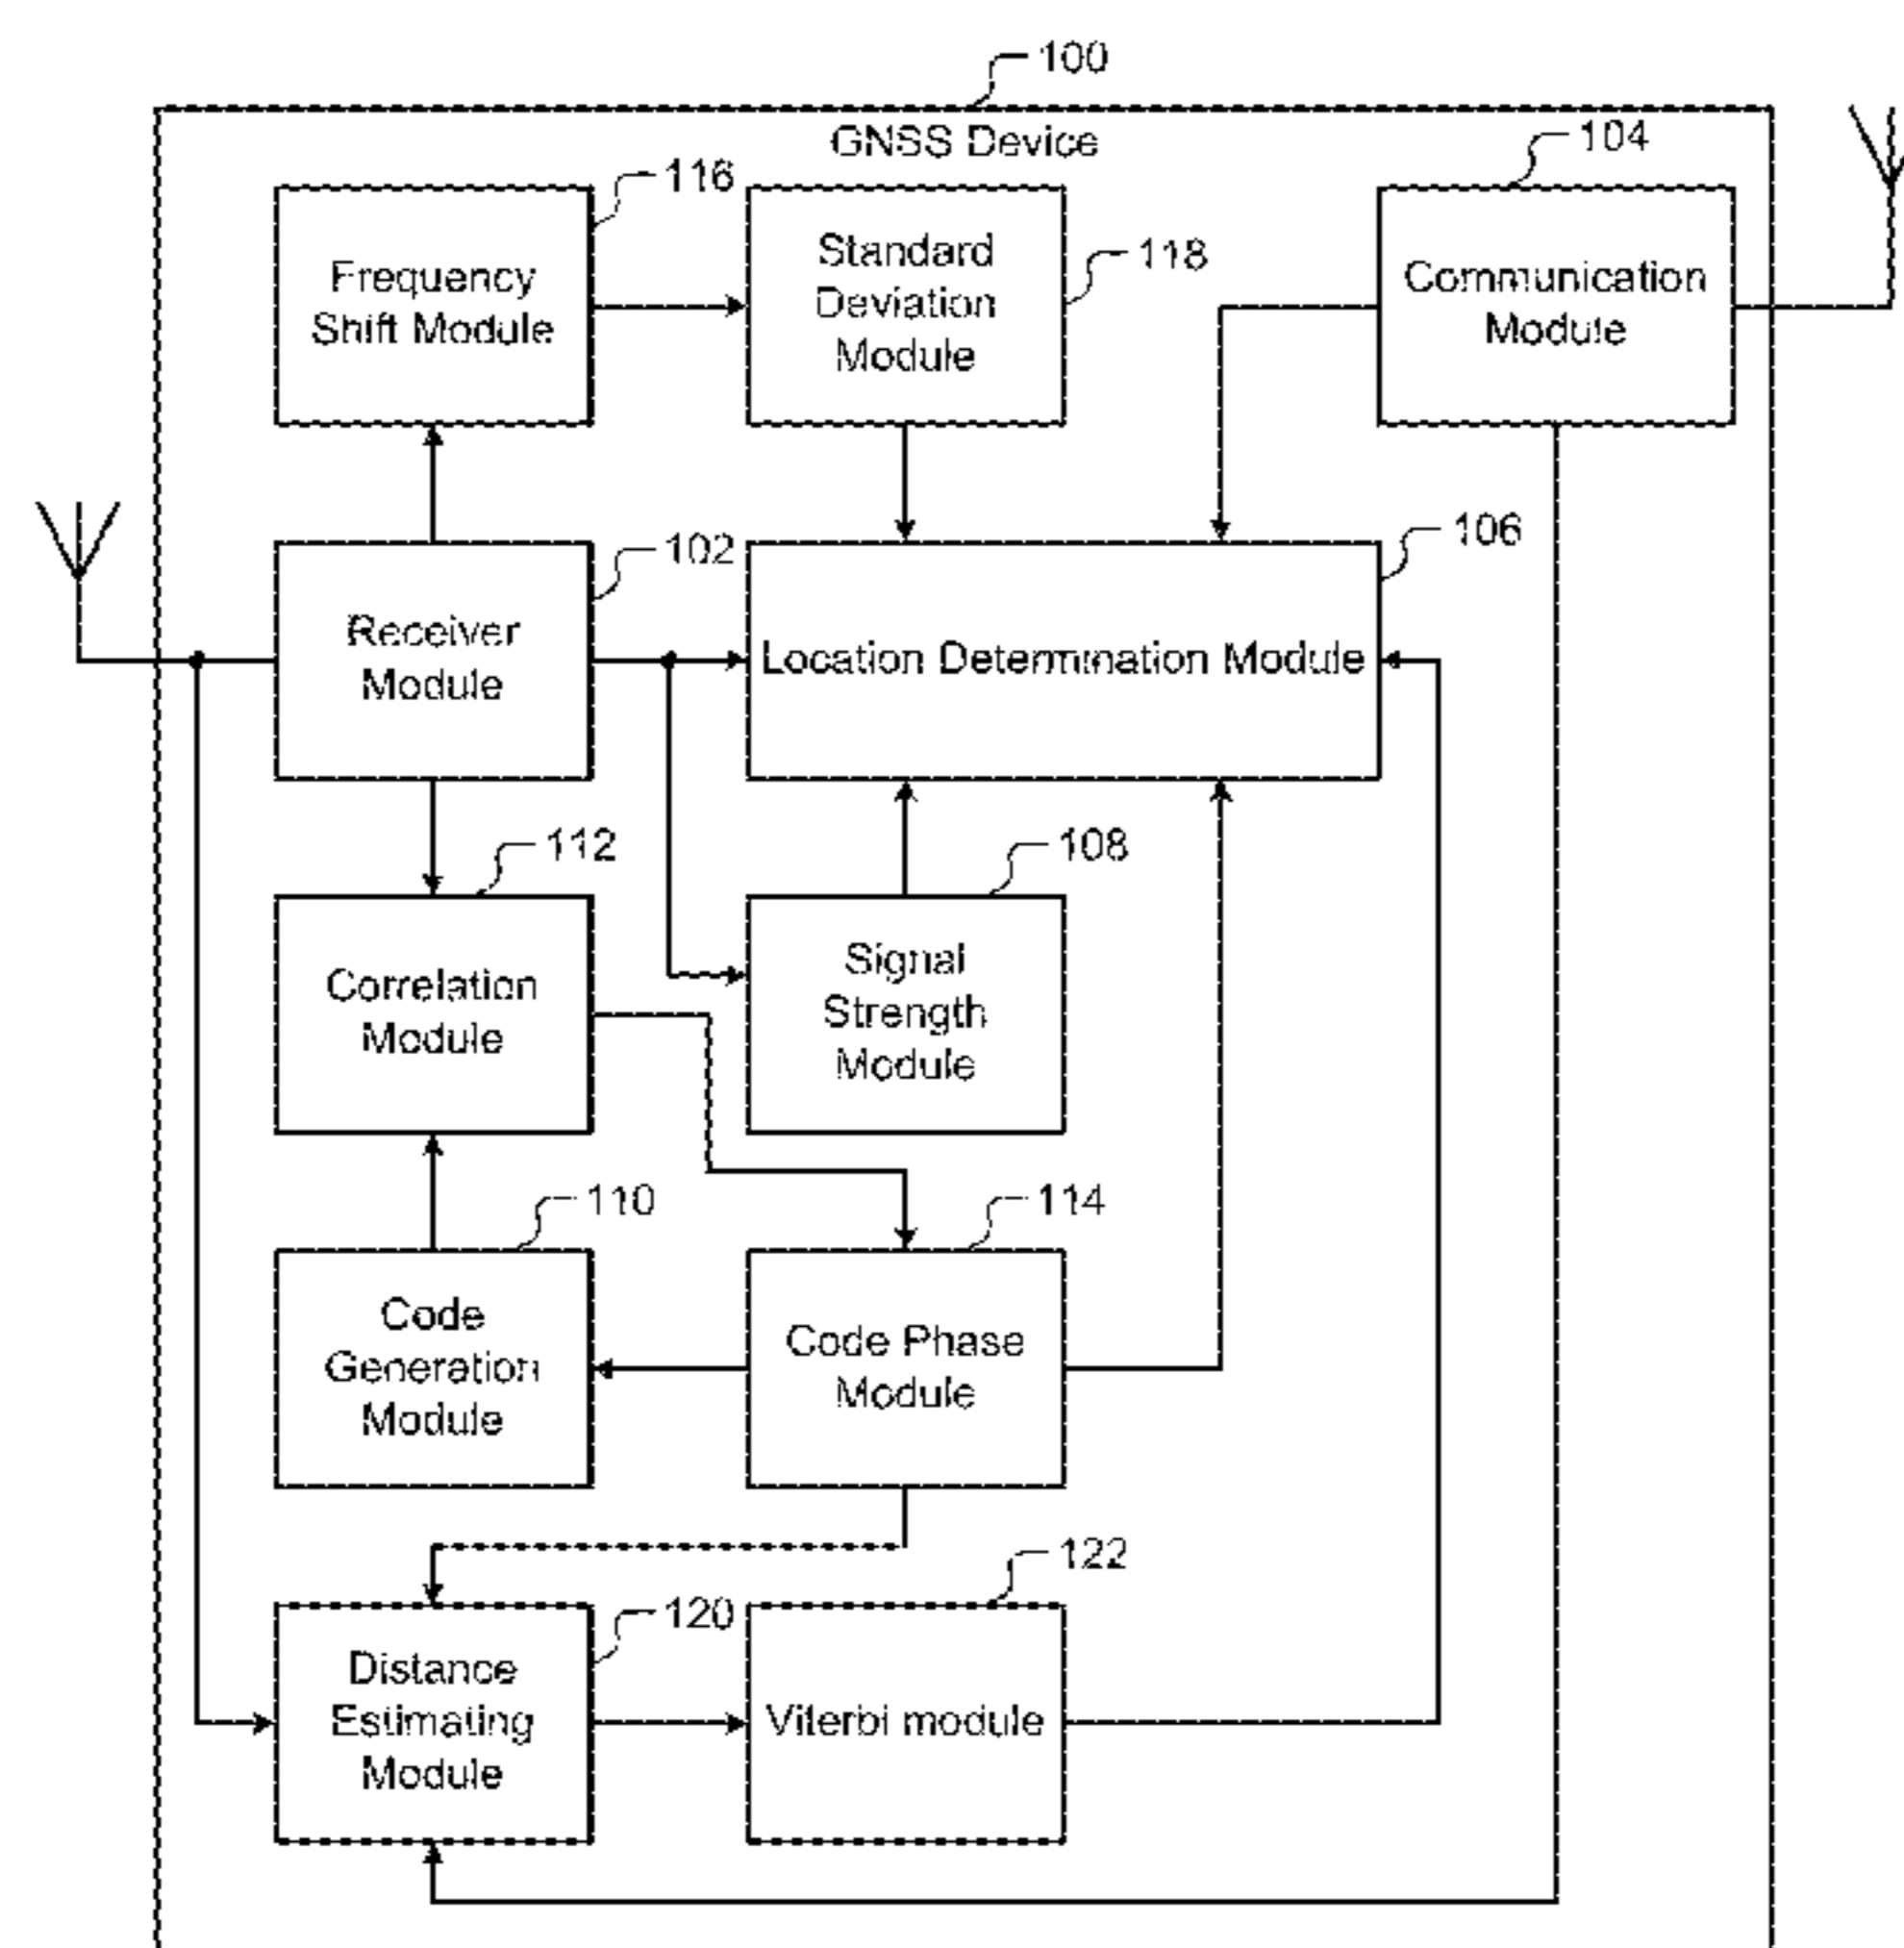 100
GNSS Device
104
116
118
Frequency
Shift Module
Standard
Deviation
Module
Communication
Module
102
106
Receiver
Module
Location Determination Module
112
108
Correlation
Module
Signal
Strength
Module
110
114
Code
Generation
Module
Code Phase
Module
120
122
Distance
Estimating
Module
Viterbi module